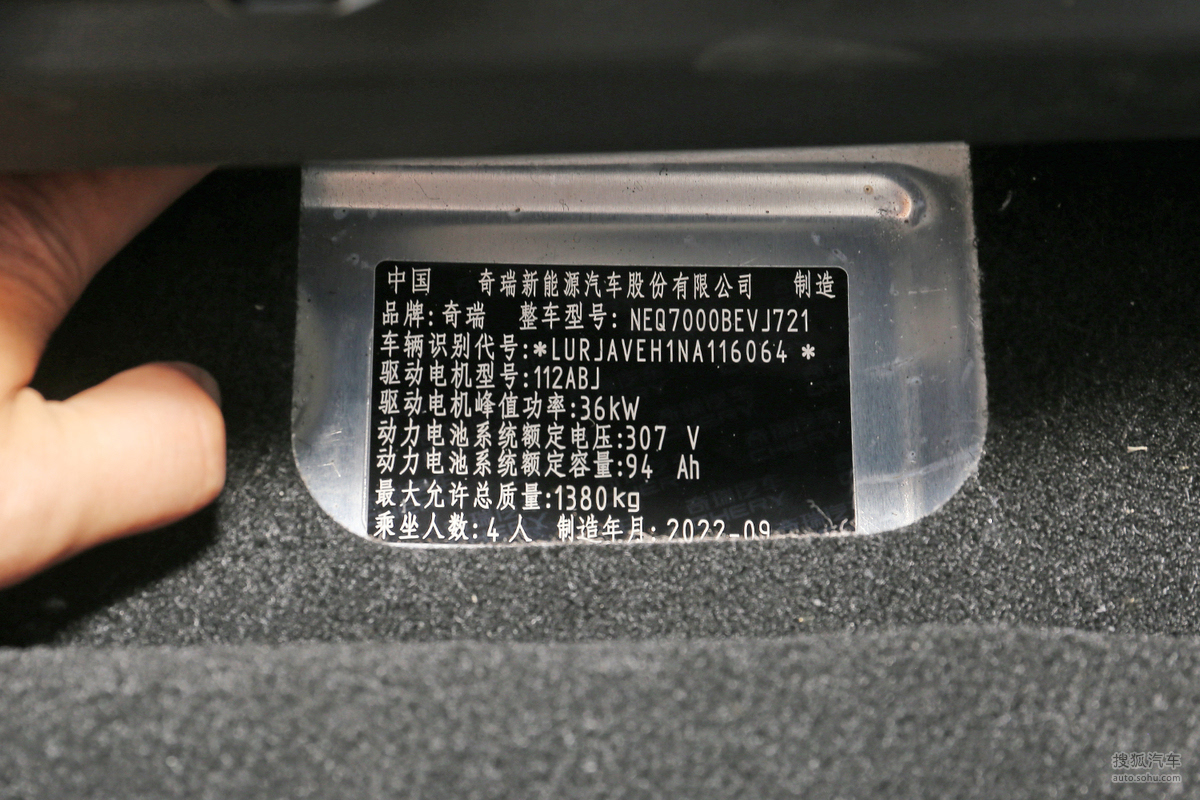 中国 奇瑞新能源汽车股份有限公司 制造
品牌:奇瑞 整车型号: NEQ7000BEVJ721
车辆识别代号:*LURJAVEH1NA116064 *
驱动电机型号:112ABJ
驱动电机峰值功率:36kW
动力电池系统额定电压:307 V
动力电池系统额定容量:94 Ah
最大允许总质量:1380kg
乘坐人数:4人 制造年月:2022-09
搜狐汽车
auto.sohu.com